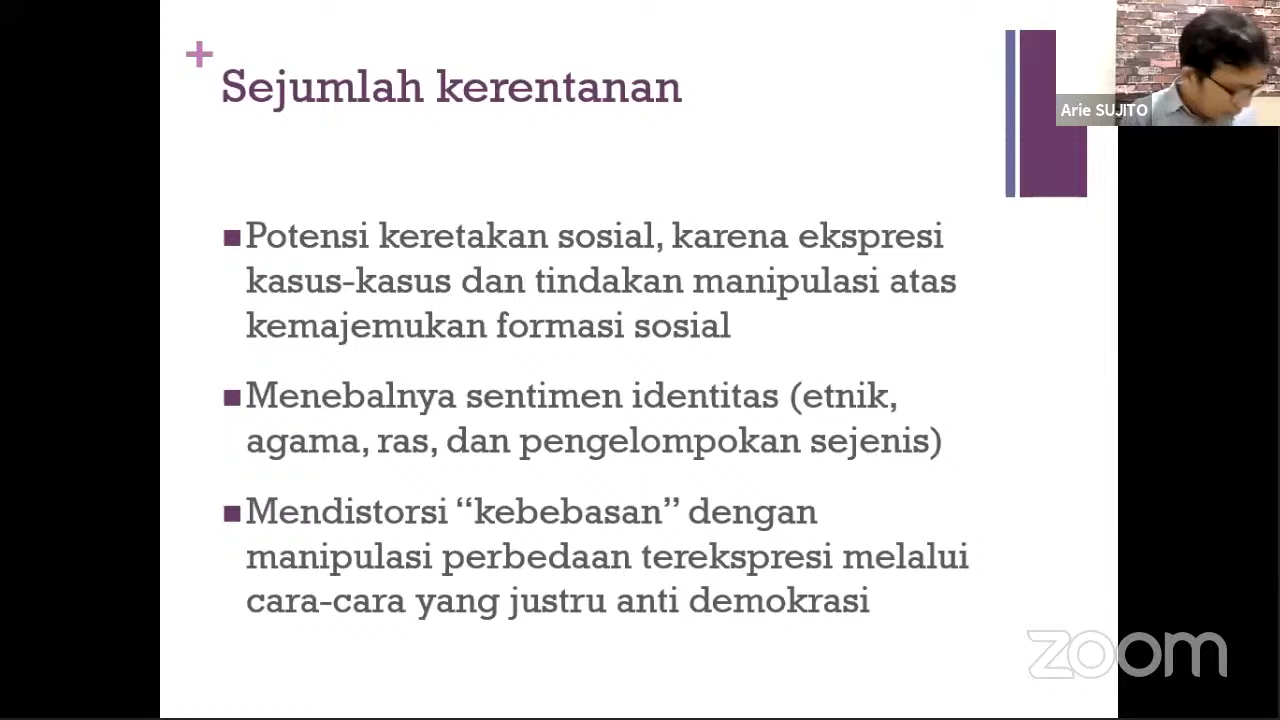 +
Sejumlah kerentanan
Arie SUJITO
■Potensi keretakan sosial, karena ekspresi
kasus-kasus dan tindakan manipulasi atas
kemajemukan formasi sosial
■Menebalnya sentimen identitas (etnik,
agama, ras, dan pengelompokan sejenis)
■Mendistorsi “kebebasan” dengan
manipulasi perbedaan terekspresi melalui
cara-cara yang justru anti demokrasi
zoom